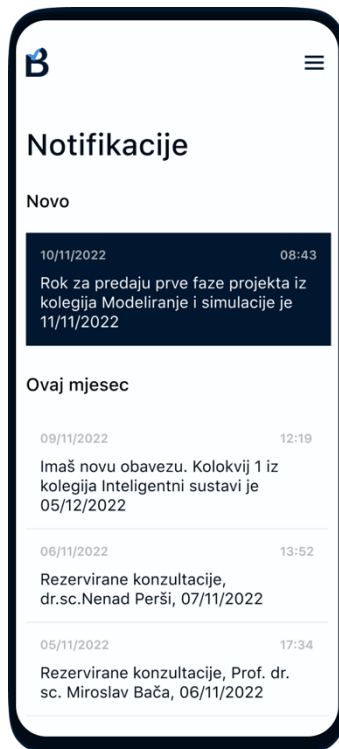 B
Notifikacije
Novo
10/11/2022 08:43
Rok za predaju prve faze projekta iz
kolegija Modeliranje i simulacije je
11/11/2022
Ovaj mjesec
09/11/2022 12:19
Imaš novu obavezu. Kolokvij 1 iz
kolegija Inteligentni sustavi je
05/12/2022
06/11/2022 13:52
Rezervirane konzultacije,
dr.sc.Nenad Perši, 07/11/2022
05/11/2022 17:34
Rezervirane konzultacije, Prof. dr.
sc. Miroslav Bača, 06/11/2022